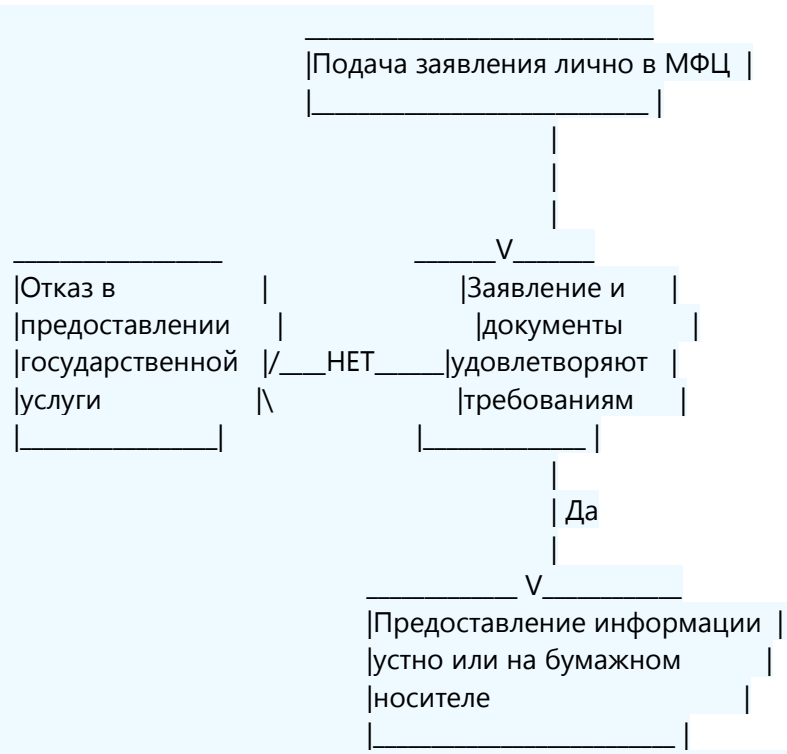 Подача заявления лично в МФЦ
Отказ в
предоставлении
государственной
услуги
НЕТ
Заявление и
документы
удовлетворяют
требованиям
Да
Предоставление информации
устно или на бумажном
носителе